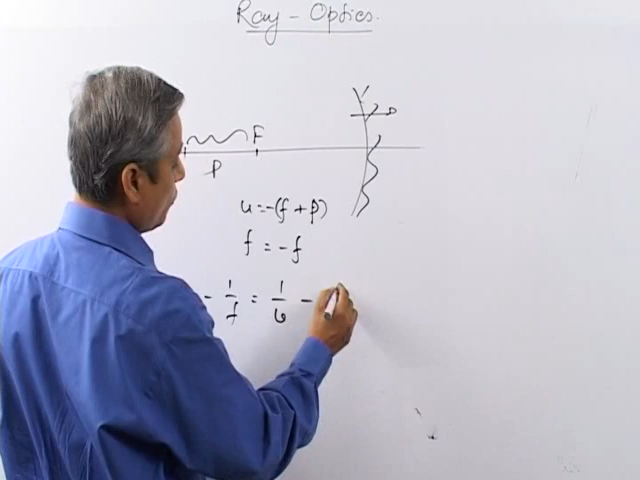 Ray - Optics.
F
P
u = -(f + p)
f = -f
- 1/f = 1/v -